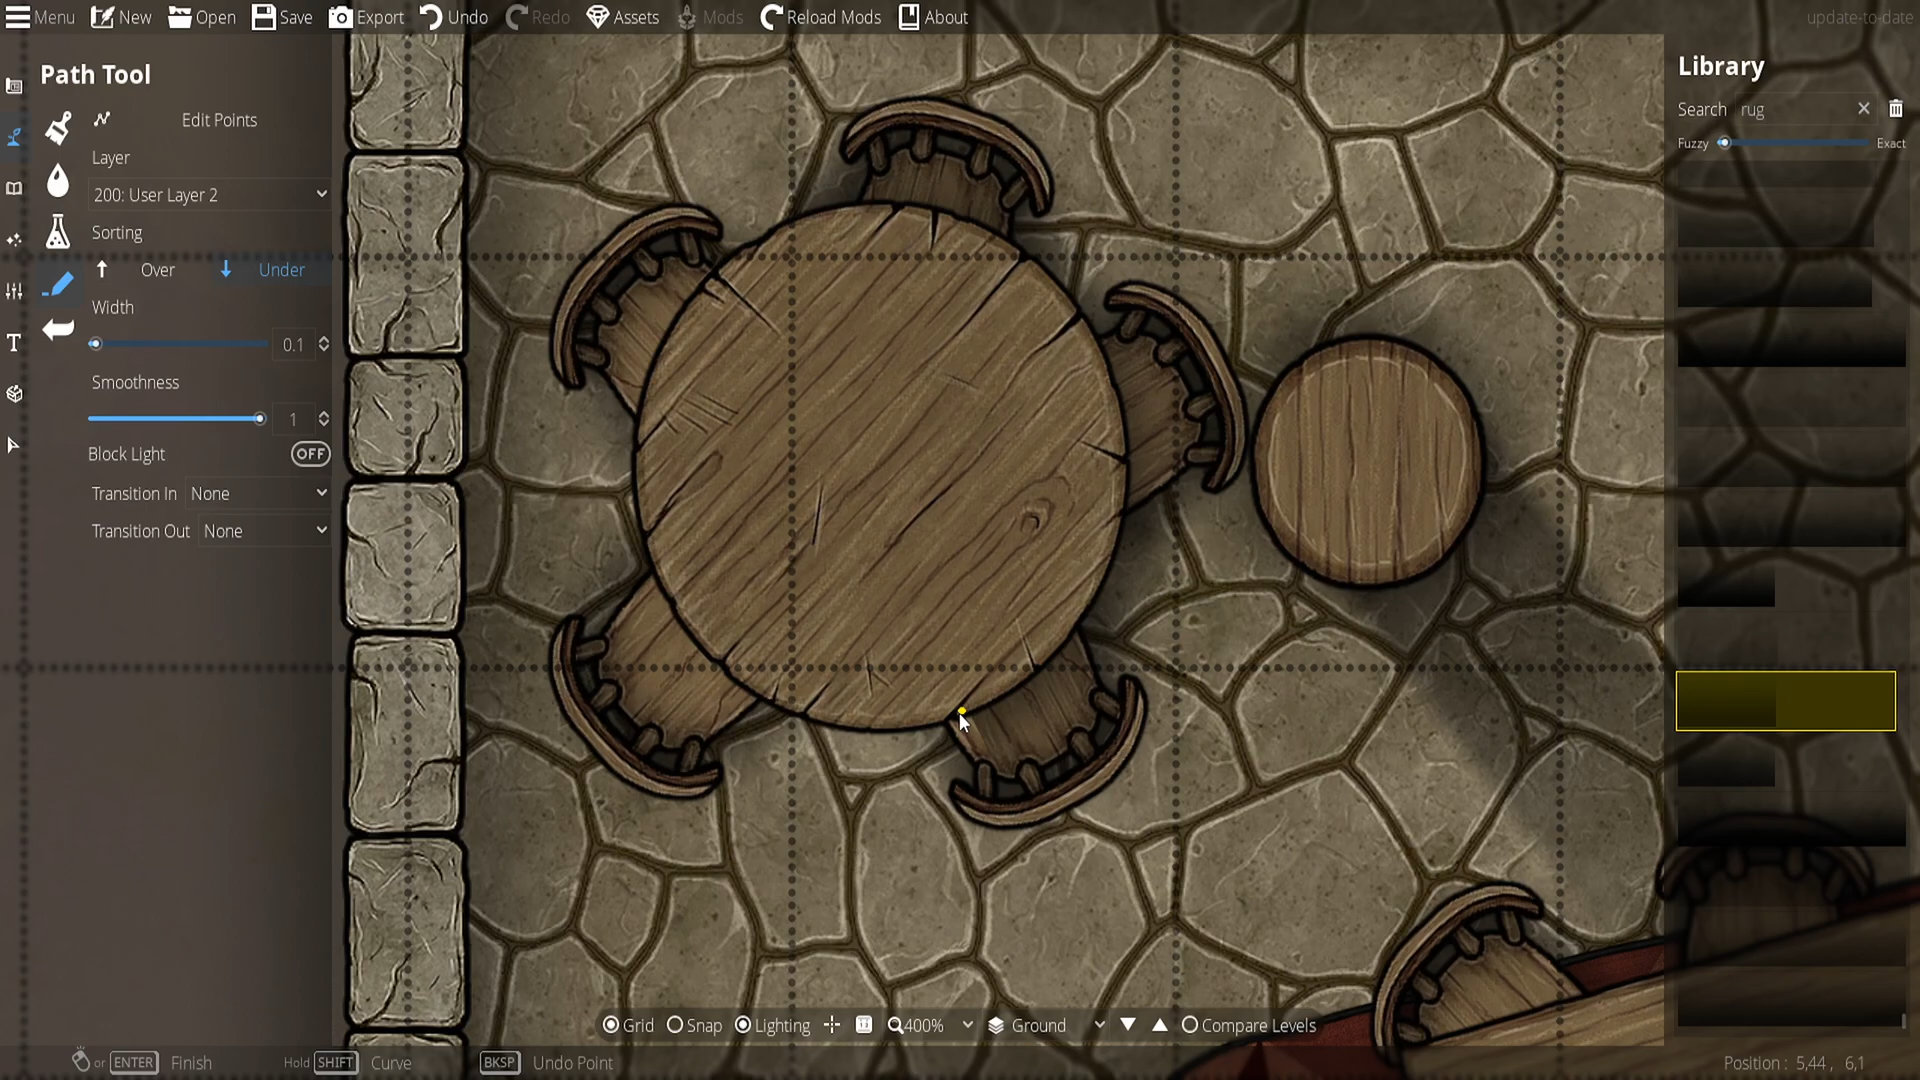 Menu New Open Save Export Undo Redo Assets Mods Reload Mods About update-to-date
Path Tool
Edit Points
Layer
200: User Layer 2
Sorting
Over Under
Width
0.1
Smoothness
1
Block Light OFF
Transition In None
Transition Out None
Library
Search rug
Fuzzy Exact
Grid Snap Lighting 400% Ground Compare Levels
or ENTER Finish Hold SHIFT Curve BKSP Undo Point Position : 5,44 , 6,1